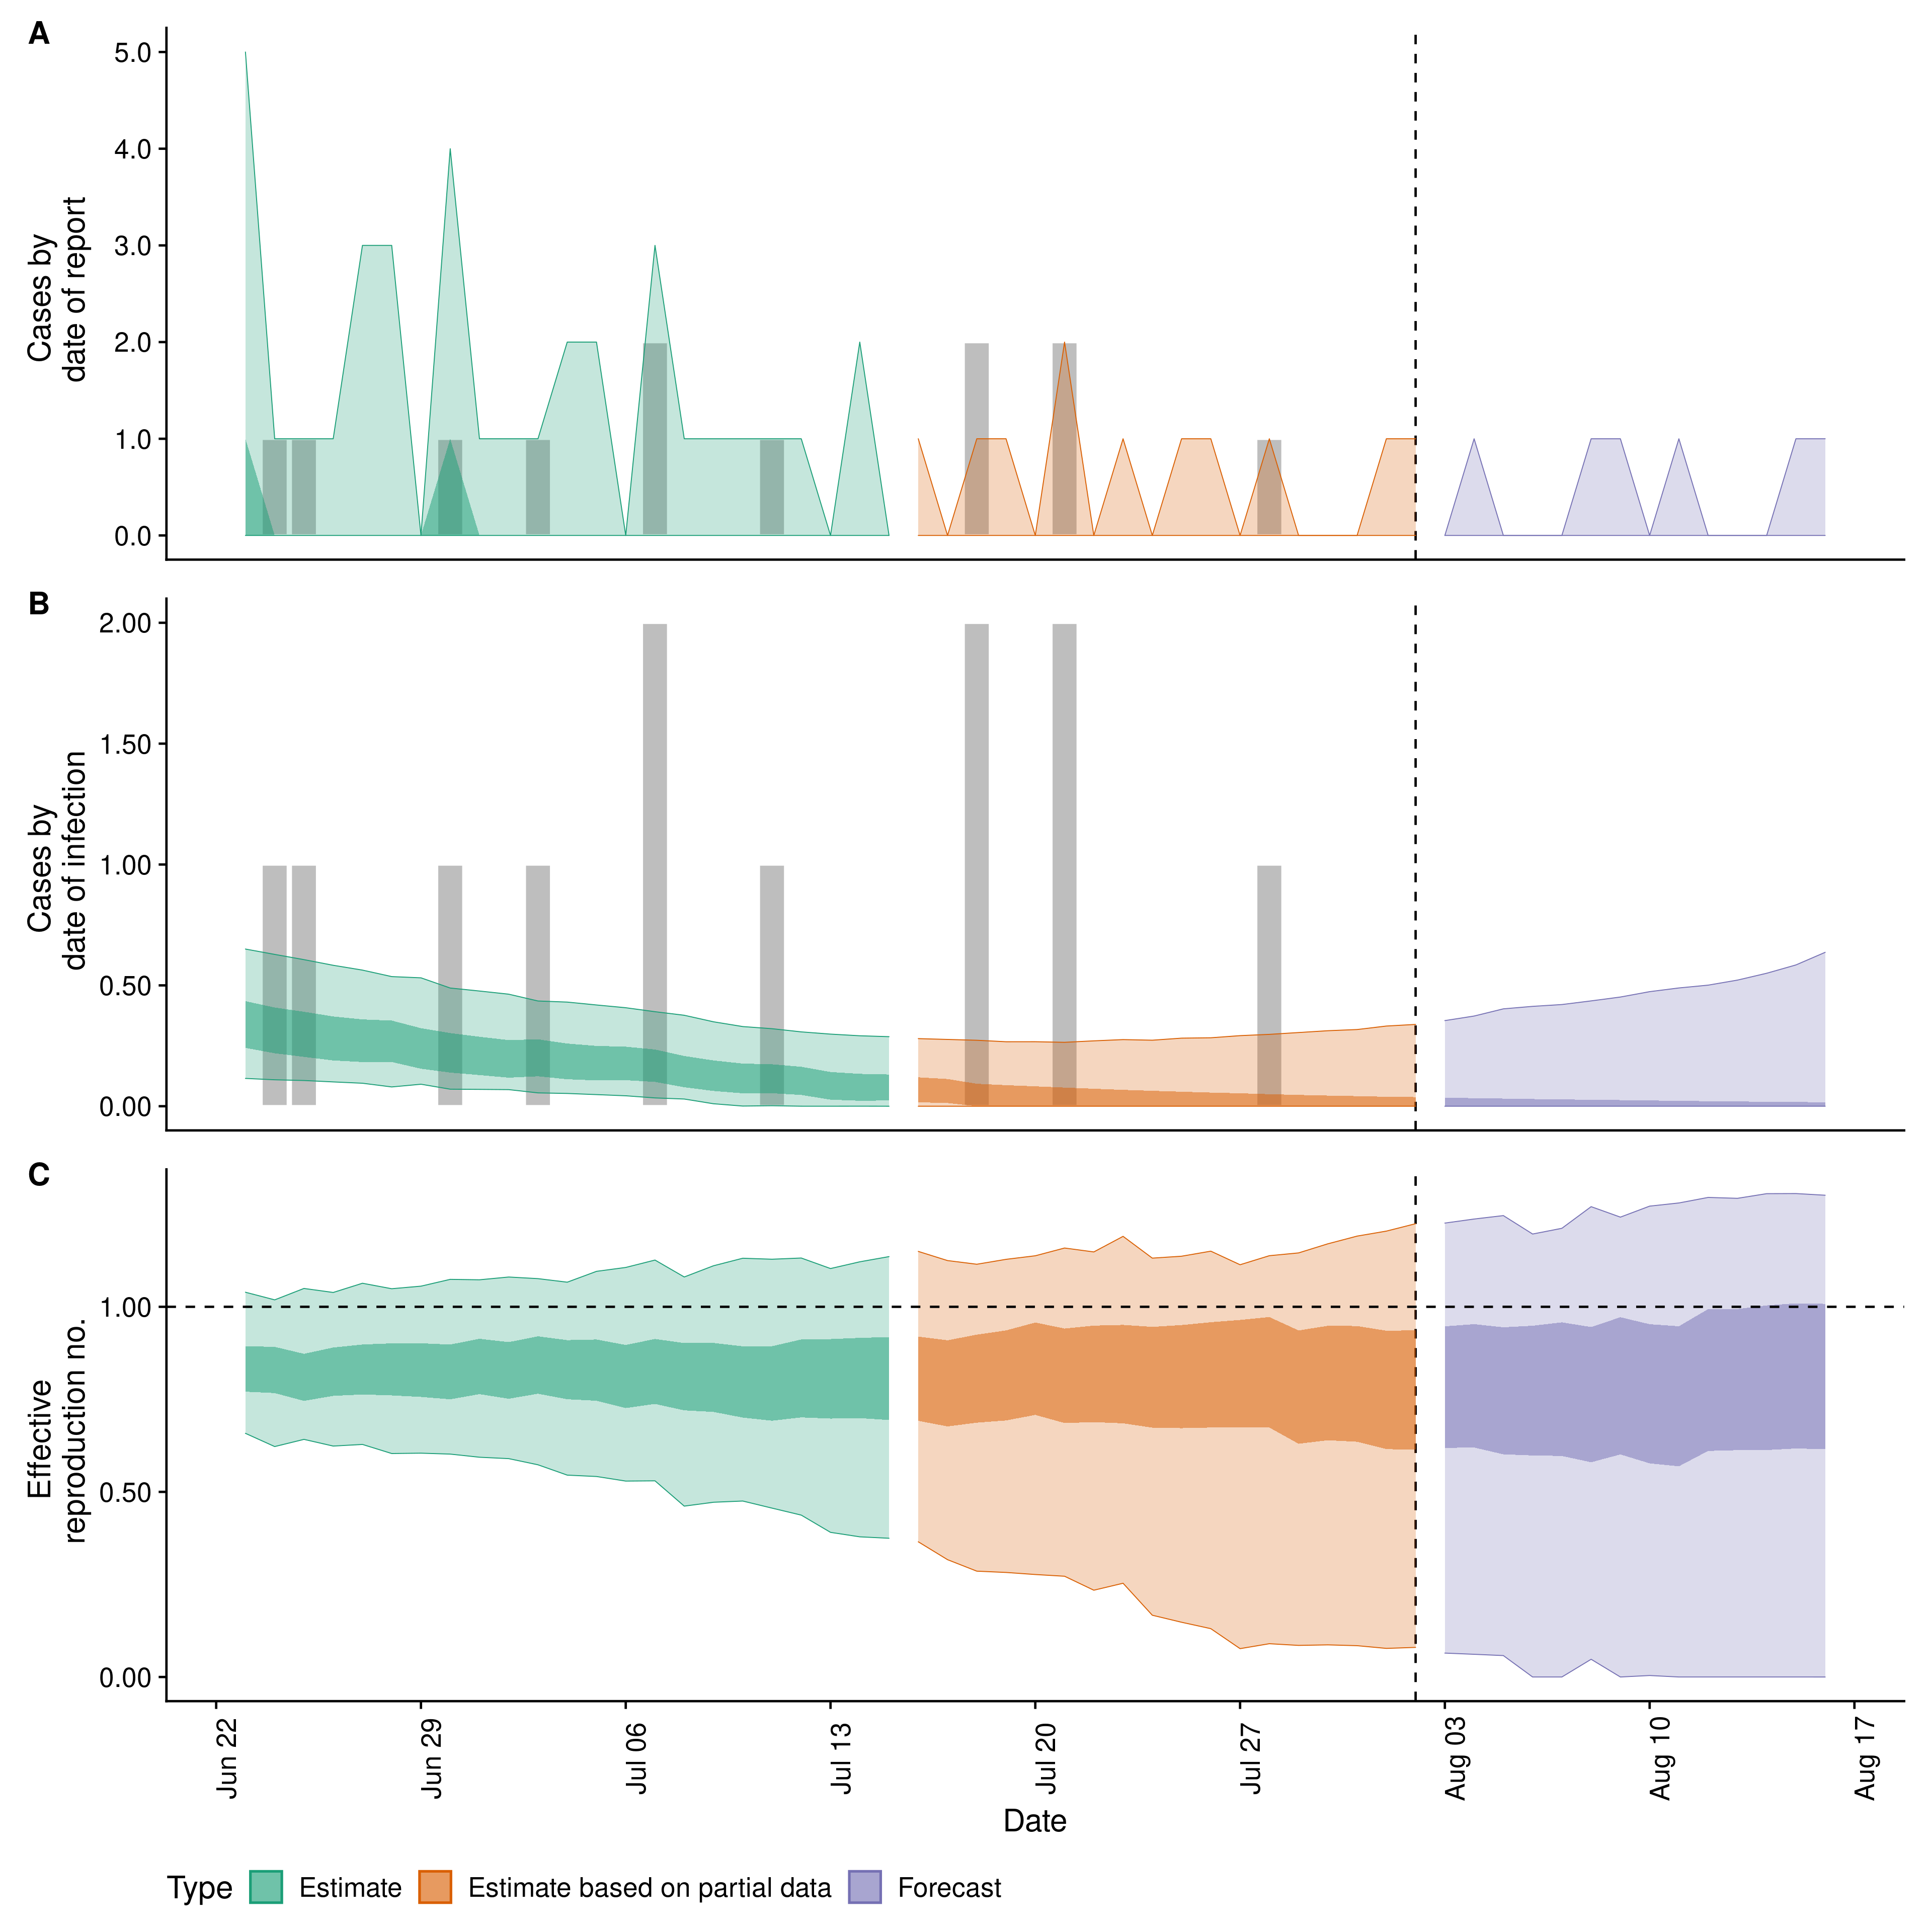 A
5.0
4.0
3.0
2.0
1.0
0.0
Cases by
date of report
B
2.00
1.50
1.00
0.50
0.00
Cases by
date of infection
C
1.00
0.50
0.00
Effective
reproduction no.
Jun 22
Jun 29
Jul 06
Jul 13
Jul 20
Jul 27
Aug 03
Aug 10
Aug 17
Date
Type Estimate Estimate based on partial data Forecast